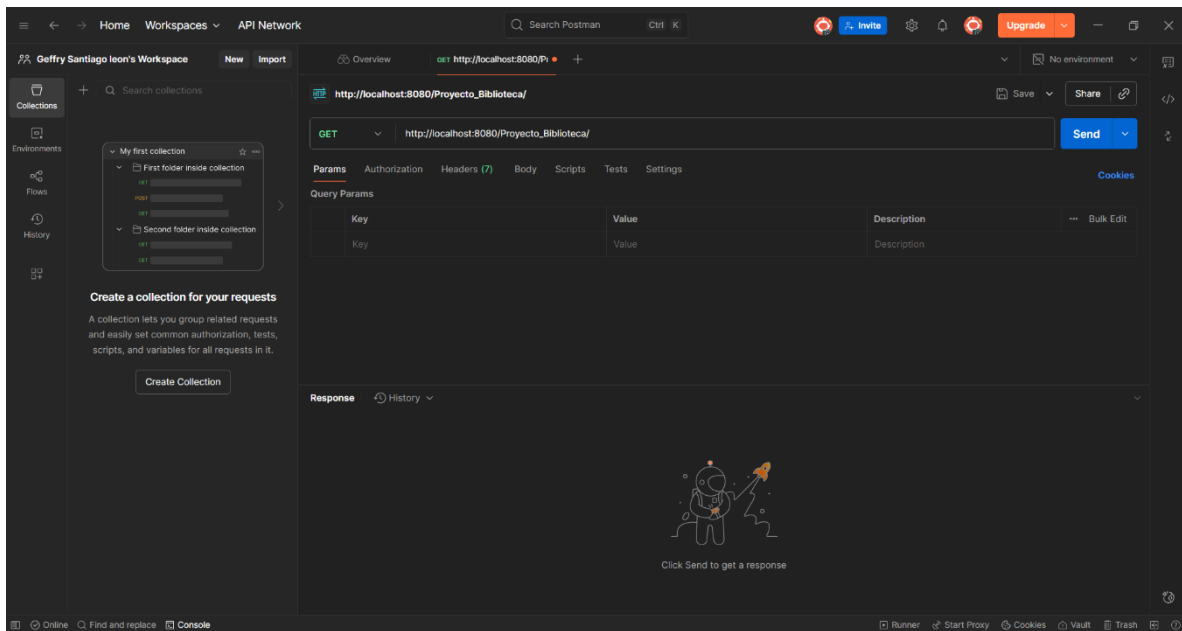 Home Workspaces API Network Search Postman Ctrl K Invite Upgrade
Geffry Santiago leon's Workspace New Import Overview GET http://localhost:8080/Pr No environment
Collections
Search collections
http://localhost:8080/Proyecto_Biblioteca/ Save Share
Environments
GET http://localhost:8080/Proyecto_Biblioteca/ Send
My first collection
First folder inside collection
GET
POST
GET
Second folder inside collection
GET
GET
Flows
History
Params Authorization Headers (7) Body Scripts Tests Settings Cookies
Query Params
Key Value Description Bulk Edit
Key Value Description
Create a collection for your requests
A collection lets you group related requests
and easily set common authorization, tests,
scripts, and variables for all requests in it.
Create Collection
Response History
Click Send to get a response
Online Find and replace Console Runner Start Proxy Cookies Vault Trash